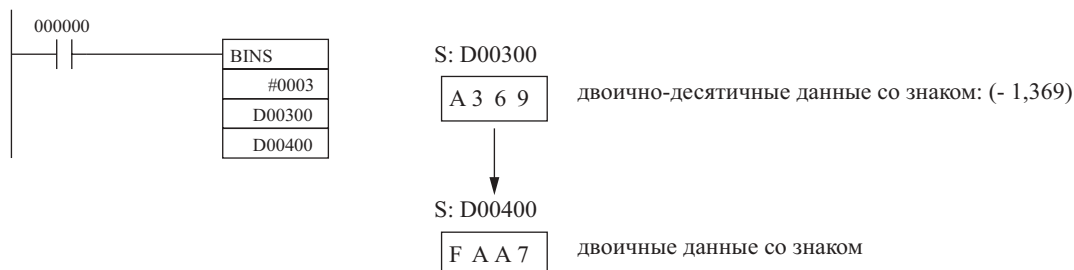 000000
BINS
#0003
D00300
D00400
S: D00300
A 3 6 9
двоично-десятичные данные со знаком: (- 1,369)
S: D00400
F A A 7
двоичные данные со знаком